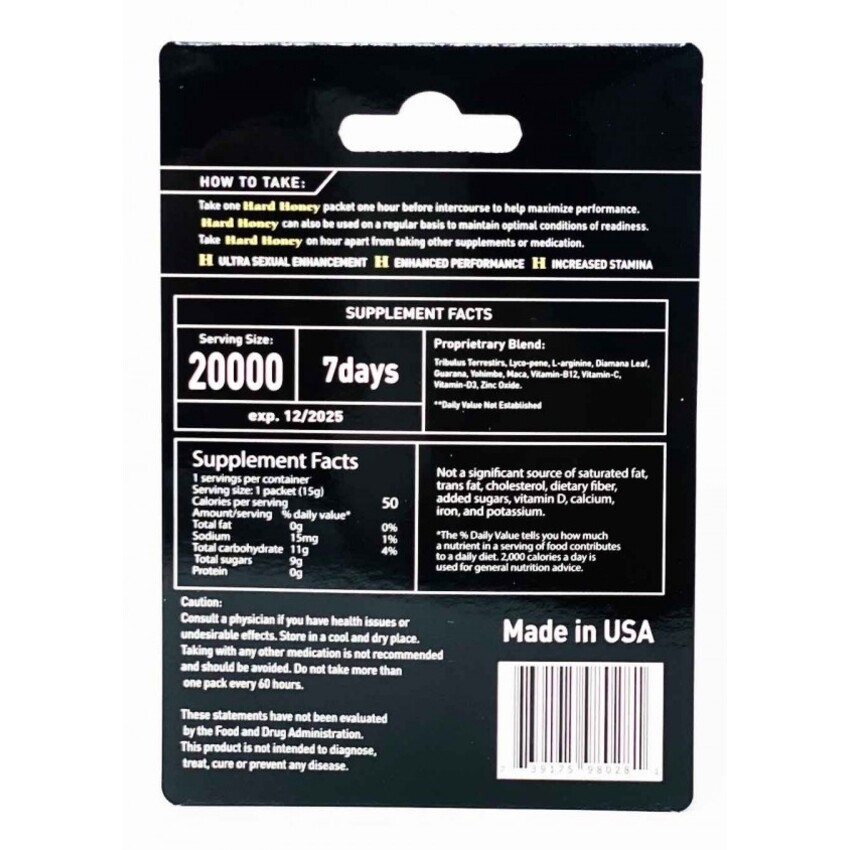 HOW TO TAKE:
Take one Hard Honey packet one hour before intercourse to help maximize performance.
Hard Honey can also be used on a regular basis to maintain optimal conditions of readiness.
Take Hard Honey on hour apart from taking other supplements or medication.
H ULTRA SEXUAL ENHANCEMENT H ENHANCED PERFORMANCE H INCREASED STAMINA
SUPPLEMENT FACTS
Serving Size:
20000
7days
exp. 12/2025
Proprietrary Blend:
Tribulus Terrestirs, Lyco-pene, L-arginine, Diamana Leaf,
Guarana, Yohimbe, Maca, Vitamin-B12, Vitamin-C,
Vitamin-D3, Zinc Oxide.
**Daily Value Not Established
Supplement Facts
1 servings per container
Serving size: 1 packet (15g)
Calories per serving 50
Amount/serving % daily value*
Total fat 0g 0%
Sodium 15mg 1%
Total carbohydrate 11g 4%
Total sugars 9g
Protein 0g
Not a significant source of saturated fat,
trans fat, cholesterol, dietary fiber,
added sugars, vitamin D, calcium,
iron, and potassium.
*The % Daily Value tells you how much
a nutrient in a serving of food contributes
to a daily diet. 2,000 calories a day is
used for general nutrition advice.
Caution:
Consult a physician if you have health issues or
undesirable effects. Store in a cool and dry place.
Taking with any other medication is not recommended
and should be avoided. Do not take more than
one pack every 60 hours.
These statements have not been evaluated
by the Food and Drug Administration.
This product is not intended to diagnose,
treat, cure or prevent any disease.
Made in USA
39175 98028